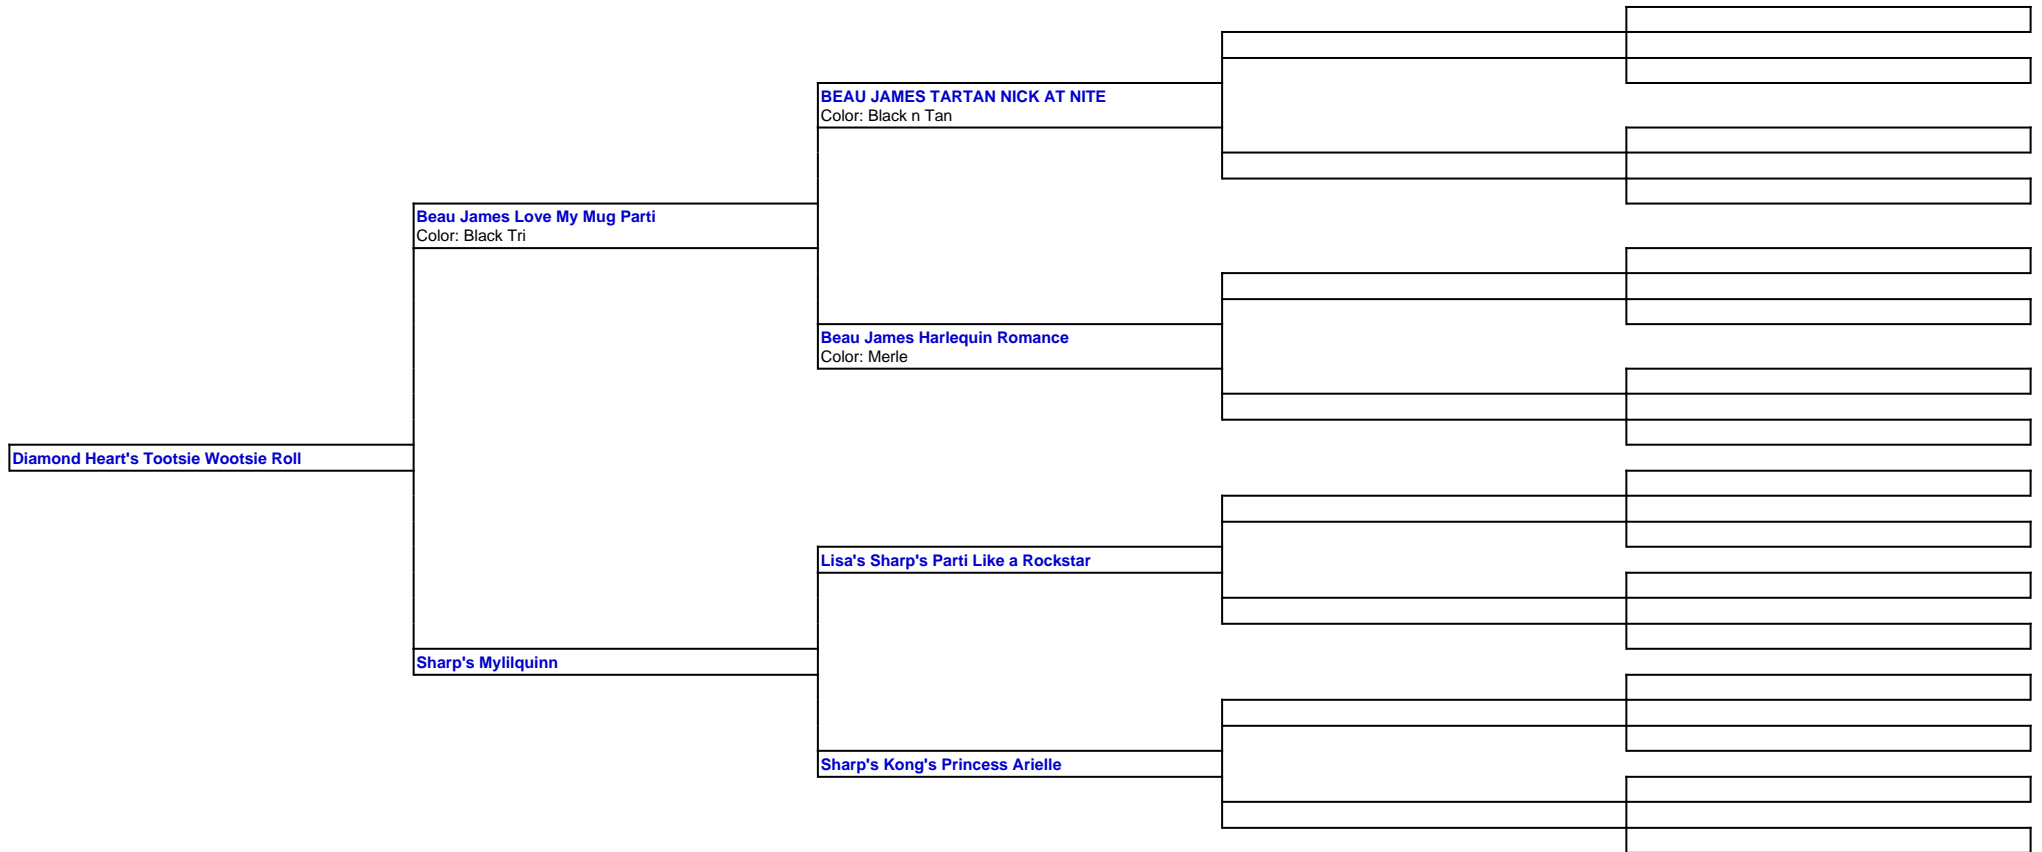 BEAU JAMES TARTAN NICK AT NITE
Color: Black n Tan
Beau James Love My Mug Parti
Color: Black Tri
Beau James Harlequin Romance
Color: Merle
Diamond Heart's Tootsie Wootsie Roll
Lisa's Sharp's Parti Like a Rockstar
Sharp's Mylilquinn
Sharp's Kong's Princess Arielle